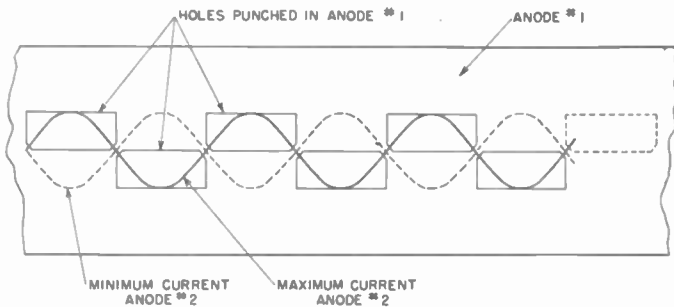 HOLES PUNCHED IN ANODE #1
ANODE #1
MINIMUM CURRENT
ANODE #2
MAXIMUM CURRENT
ANODE #2